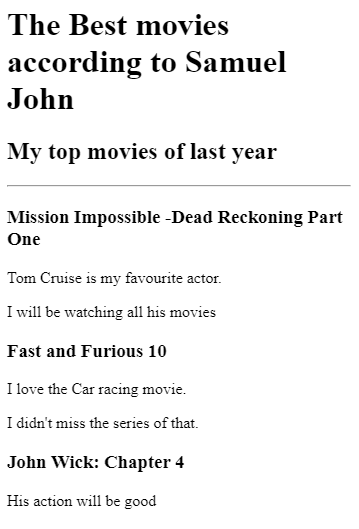 The Best movies
according to Samuel
John
My top movies of last year
Mission Impossible -Dead Reckoning Part
One
Tom Cruise is my favourite actor.
I will be watching all his movies
Fast and Furious 10
I love the Car racing movie.
I didn't miss the series of that.
John Wick: Chapter 4
His action will be good